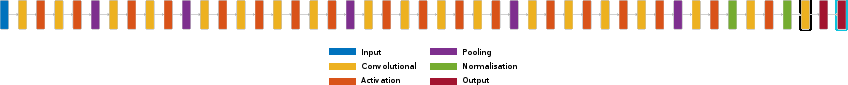 Input
Pooling
Convolutional
Normalisation
Activation
Output